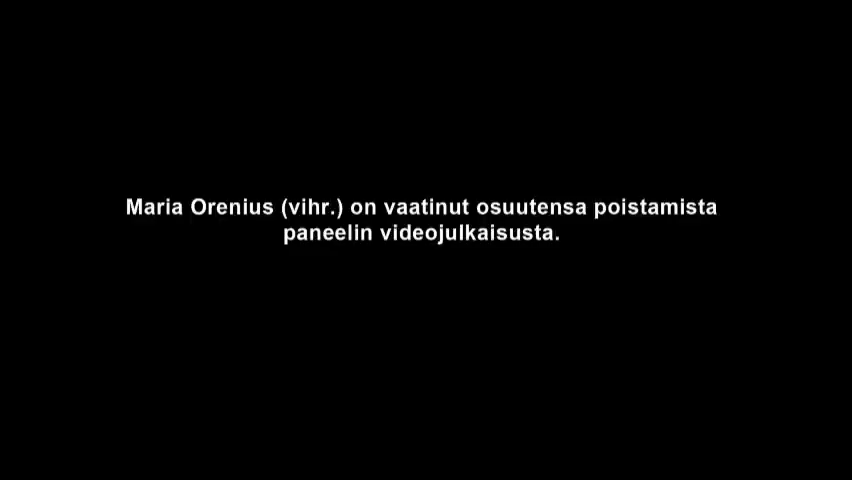 Maria Orenius (vihr.) on vaatinut osuutensa poistamista
paneelin videojulkaisusta.